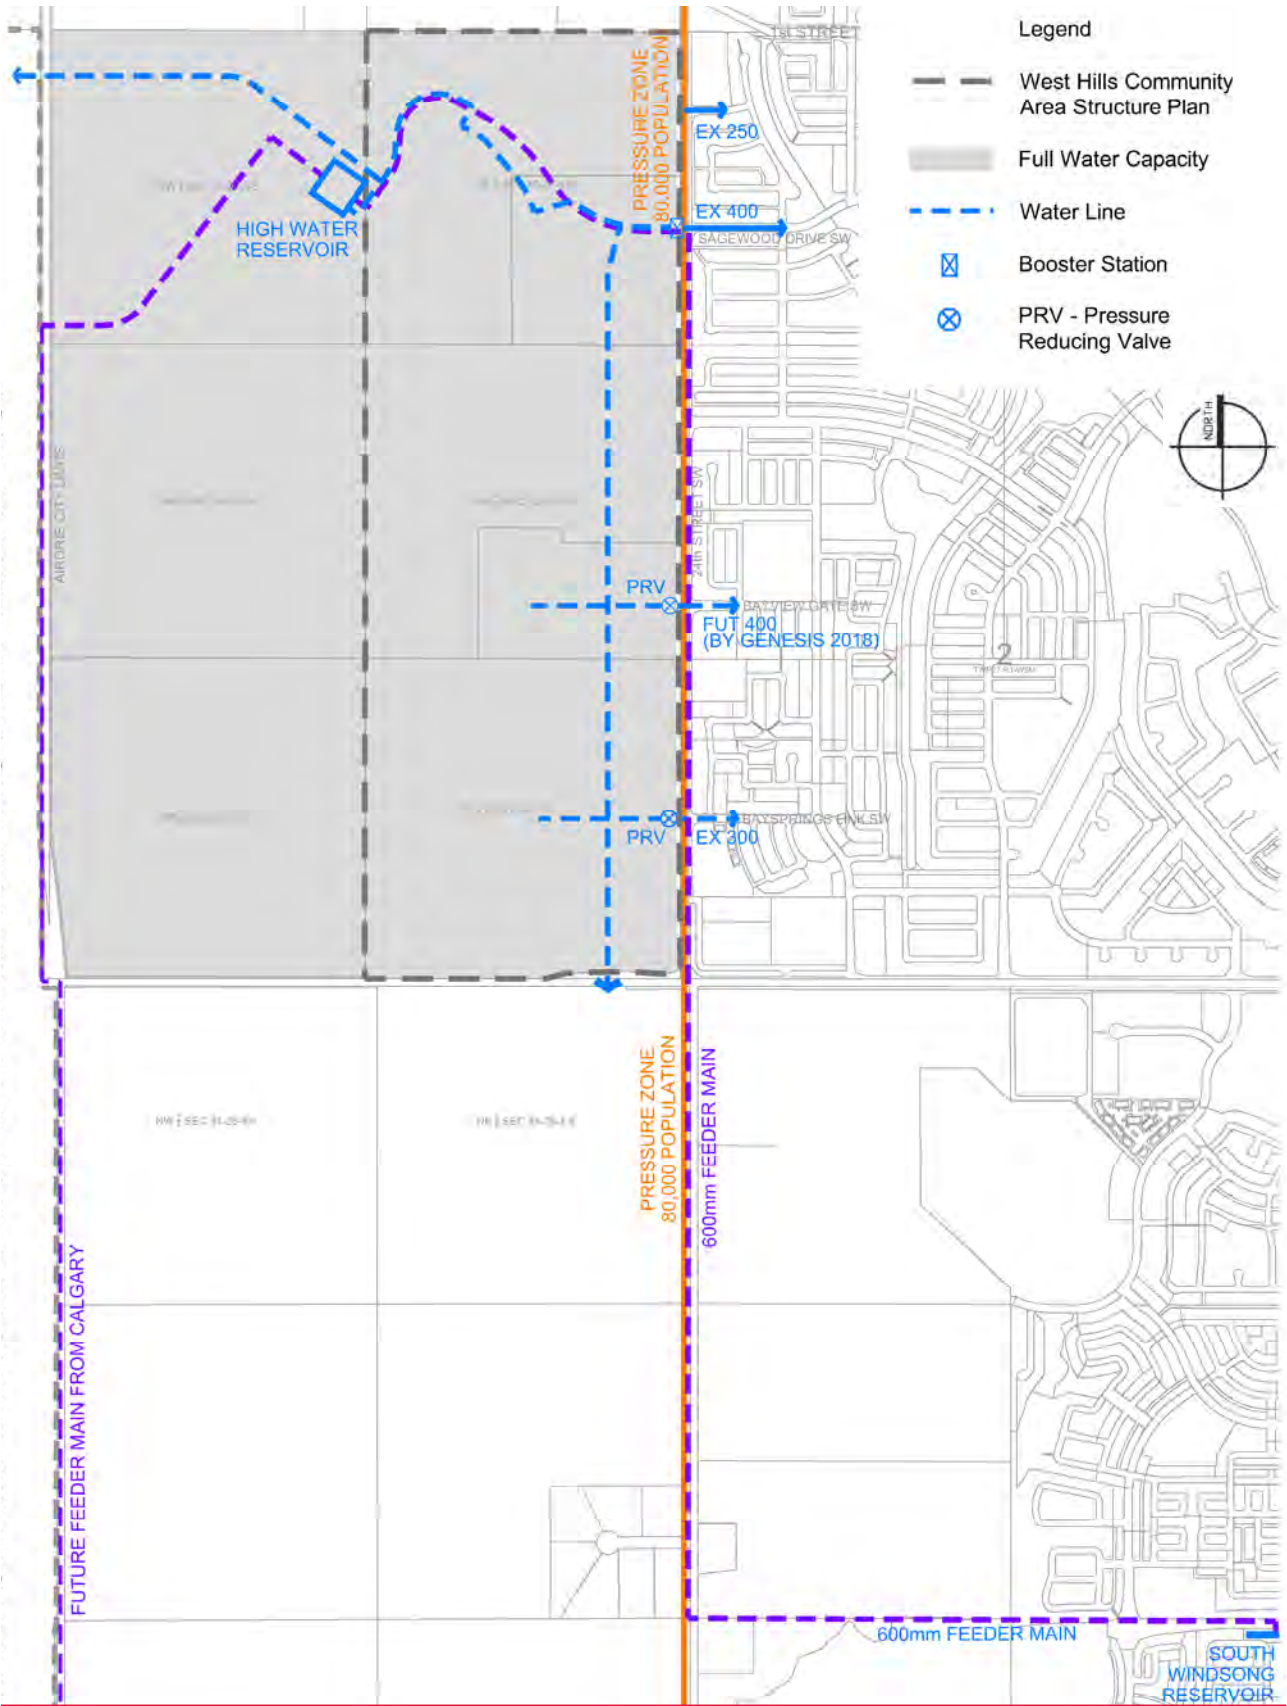 Legend
West Hills Community
Area Structure Plan
Full Water Capacity
Water Line
Booster Station
PRV - Pressure
Reducing Valve
NORTH
1st STREET
PRESSURE ZONE
80,000 POPULATION
EX 250
EX 400
SAGEWOOD DRIVE SW
HIGH WATER
RESERVOIR
AIRDRIE CITY LIMITS
24th STREET SW
PRV
BAYVIEW GATE SW
FUT 400
(BY GENESIS 2018)
2
PRV
EX 300
BAYSPRINGS LINK SW
PRESSURE ZONE
80,000 POPULATION
600mm FEEDER MAIN
FUTURE FEEDER MAIN FROM CALGARY
600mm FEEDER MAIN
SOUTH
WINDSONG
RESERVOIR